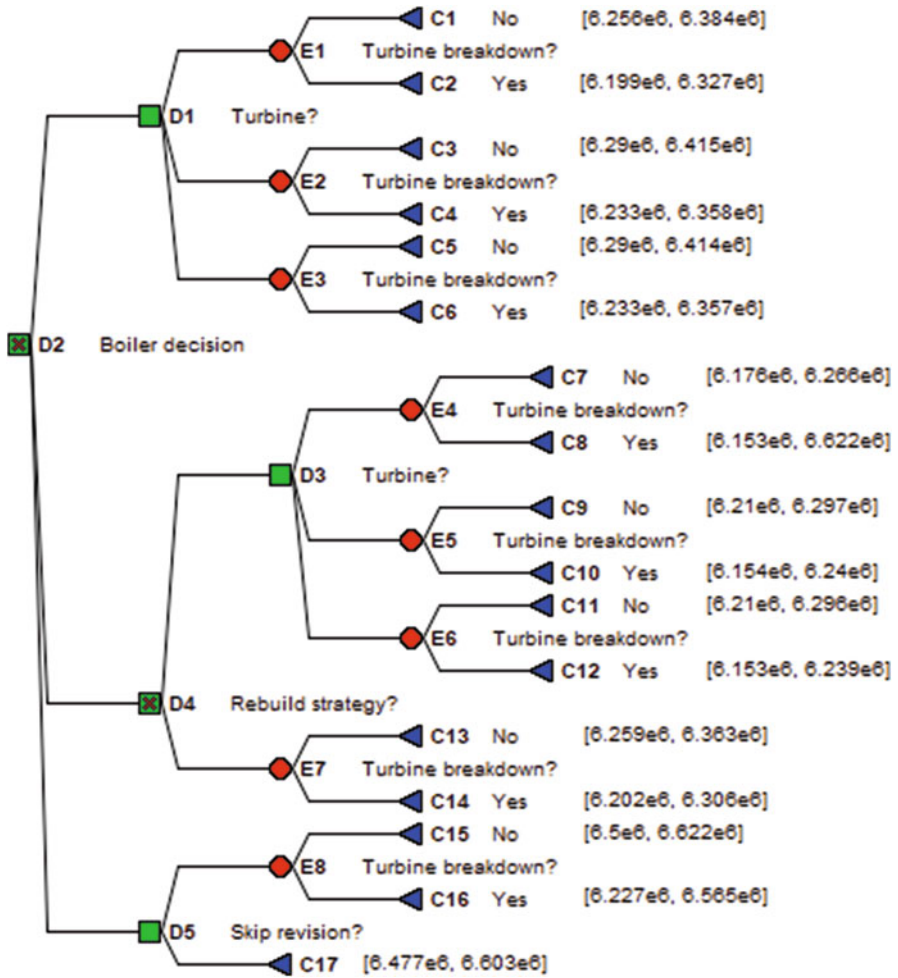 C1 No [6.256e6, 6.384e6]
E1 Turbine breakdown?
C2 Yes [6.199e6, 6.327e6]
D1 Turbine?
C3 No [6.29e6, 6.415e6]
E2 Turbine breakdown?
C4 Yes [6.233e6, 6.358e6]
C5 No [6.29e6, 6.414e6]
E3 Turbine breakdown?
C6 Yes [6.233e6, 6.357e6]
D2 Boiler decision
C7 No [6.176e6, 6.266e6]
E4 Turbine breakdown?
C8 Yes [6.153e6, 6.622e6]
D3 Turbine?
C9 No [6.21e6, 6.297e6]
E5 Turbine breakdown?
C10 Yes [6.154e6, 6.24e6]
C11 No [6.21e6, 6.296e6]
E6 Turbine breakdown?
C12 Yes [6.153e6, 6.239e6]
D4 Rebuild strategy?
C13 No [6.259e6, 6.363e6]
E7 Turbine breakdown?
C14 Yes [6.202e6, 6.306e6]
C15 No [6.5e6, 6.622e6]
E8 Turbine breakdown?
C16 Yes [6.227e6, 6.565e6]
D5 Skip revision?
C17 [6.477e6, 6.603e6]